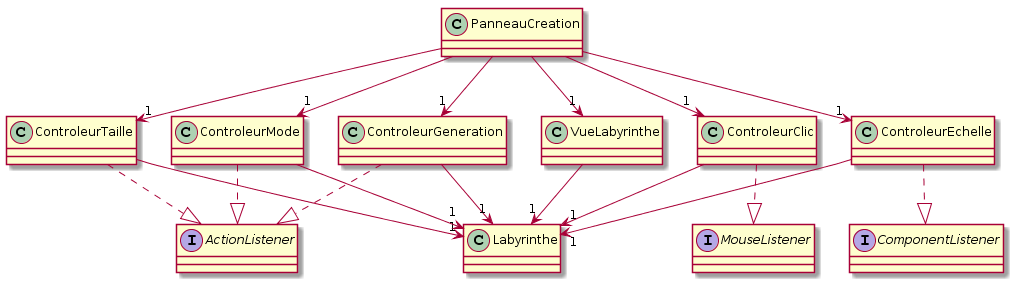 C PanneauCreation
1 1 1 1 1 1
C ControleurTaille C ControleurMode C ControleurGeneration C VueLabyrinthe C ControleurClic C ControleurEchelle
1 1 1 1 1 1
I ActionListener C Labyrinthe I MouseListener I ComponentListener